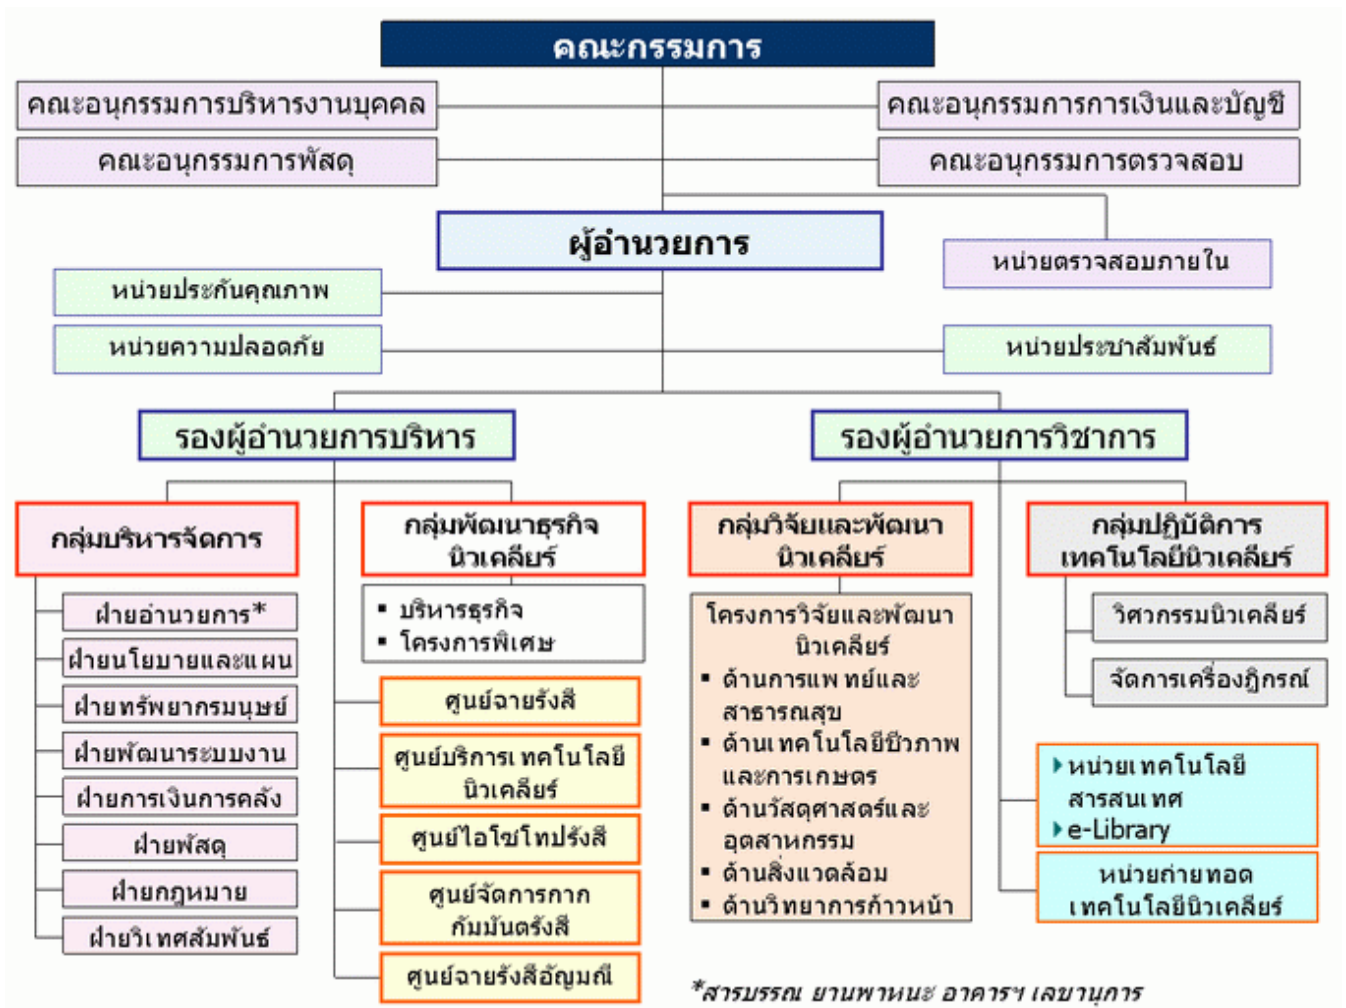 คณะกรรมการ
คณะอนุกรรมการบริหารงานบุคคล
คณะอนุกรรมการการเงินและบัญชี
คณะอนุกรรมการพัสดุ
คณะอนุกรรมการตรวจสอบ
ผู้อำนวยการ
หน่วยตรวจสอบภายใน
หน่วยประกันคุณภาพ
หน่วยความปลอดภัย
หน่วยประชาสัมพันธ์
รองผู้อำนวยการบริหาร
รองผู้อำนวยการวิชาการ
กลุ่มบริหารจัดการ
ฝ่ายอำนวยการ*
ฝ่ายนโยบายและแผน
ฝ่ายทรัพยากรมนุษย์
ฝ่ายพัฒนาระบบงาน
ฝ่ายการเงินการคลัง
ฝ่ายพัสดุ
ฝ่ายกฎหมาย
ฝ่ายวิเทศสัมพันธ์
กลุ่มพัฒนาธุรกิจ
นิวเคลียร์
▪ บริหารธุรกิจ
▪ โครงการพิเศษ
ศูนย์ฉายรังสี
ศูนย์บริการเทคโนโลยี
นิวเคลียร์
ศูนย์ไอโซโทปรังสี
ศูนย์จัดการกาก
กัมมันตรังสี
ศูนย์ฉายรังสีอัญมณี
กลุ่มวิจัยและพัฒนา
นิวเคลียร์
โครงการวิจัยและพัฒนา
นิวเคลียร์
▪ ด้านการแพทย์และ
สาธารณสุข
▪ ด้านเทคโนโลยีชีวภาพ
และการเกษตร
▪ ด้านวัสดุศาสตร์และ
อุตสาหกรรม
▪ ด้านสิ่งแวดล้อม
▪ ด้านวิทยาการก้าวหน้า
กลุ่มปฏิบัติการ
เทคโนโลยีนิวเคลียร์
วิศวกรรมนิวเคลียร์
จัดการเครื่องฏิกรณ์
หน่วยเทคโนโลยี
สารสนเทศ
e-Library
หน่วยถ่ายทอด
เทคโนโลยีนิวเคลียร์
*สารบรรณ ยานพาหนะ อาคารฯ เลขานุการ